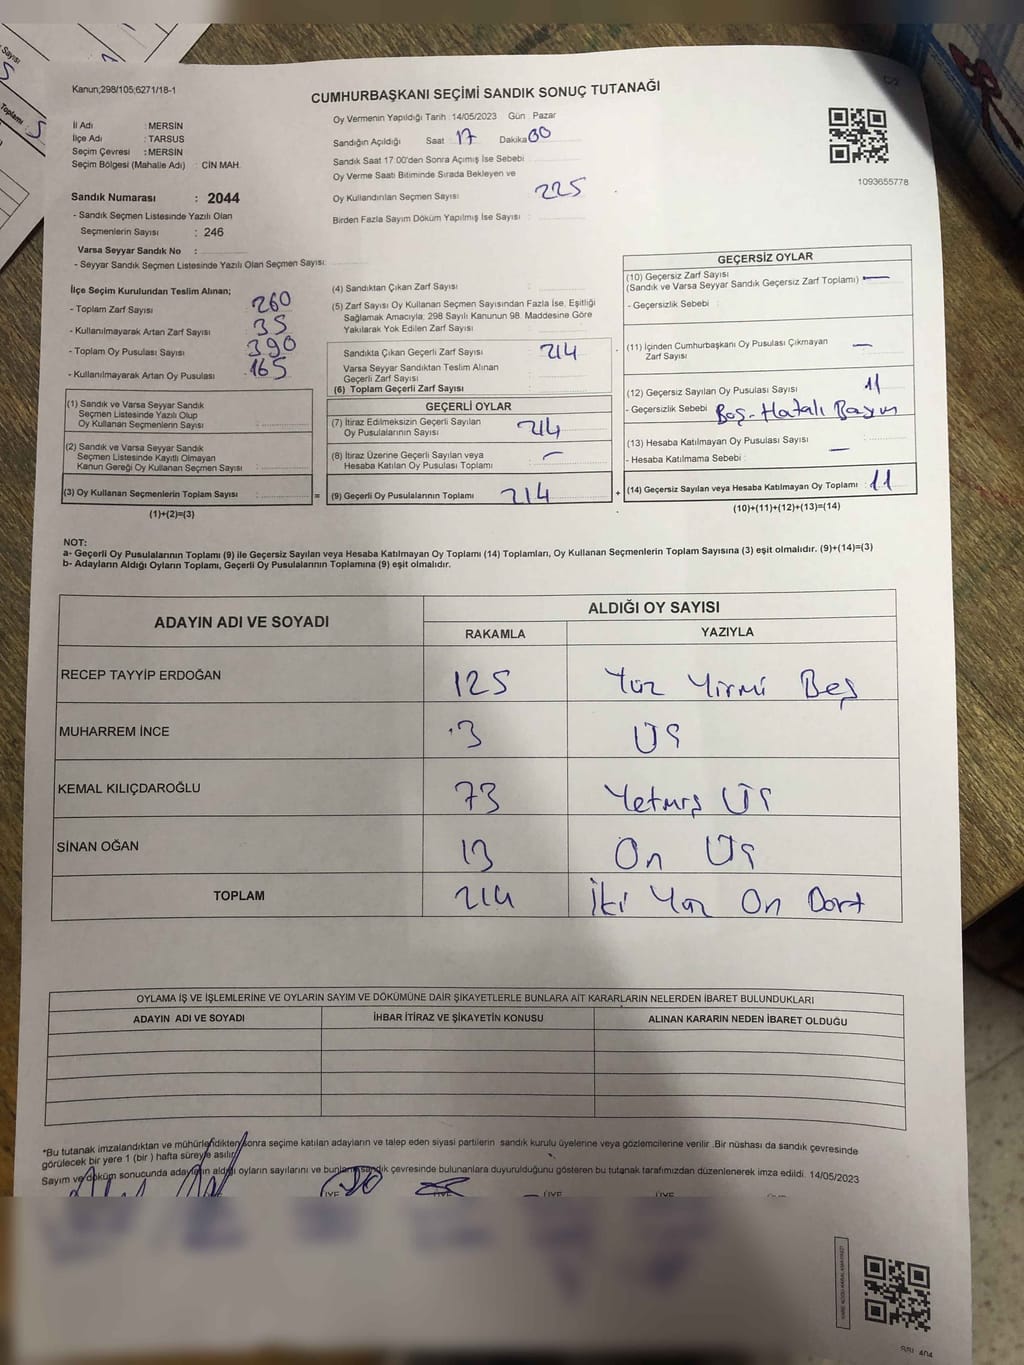 Kanun;298/105;6271/18-1
CUMHURBAŞKANI SEÇİMİ SANDIK SONUÇ TUTANAĞI
İl Adı : MERSİN
İlçe Adı : TARSUS
Seçim Çevresi : MERSİN
Seçim Bölgesi (Mahalle Adı) : CİN MAH.
Sandık Numarası : 2044
- Sandık Seçmen Listesinde Yazılı Olan
Seçmenlerin Sayısı : 246
Varsa Seyyar Sandık No :
- Seyyar Sandık Seçmen Listesinde Yazılı Olan Seçmen Sayısı:
Oy Vermenin Yapıldığı Tarih : 14/05/2023 Gün : Pazar
Sandığın Açıldığı Saat 17 Dakika 00
Sandık Saat 17:00'den Sonra Açımış İse Sebebi
Oy Verme Saati Bitiminde Sırada Bekleyen ve
Oy Kullandırılan Seçmen Sayısı : 225
Birden Fazla Sayım Döküm Yapılmış İse Sayısı :
1093655778
İlçe Seçim Kurulundan Teslim Alınan;
- Toplam Zarf Sayısı : 260
- Kullanılmayarak Artan Zarf Sayısı : 35
- Toplam Oy Pusulası Sayısı : 390
- Kullanılmayarak Artan Oy Pusulası : 165
(1) Sandık ve Varsa Seyyar Sandık
Seçmen Listesinde Yazılı Olup
Oy Kullanan Seçmenlerin Sayısı :
(2) Sandık ve Varsa Seyyar Sandık
Seçmen Listesinde Kayıtlı Olmayan
Kanun Gereği Oy Kullanan Seçmen Sayısı :
(3) Oy Kullanan Seçmenlerin Toplam Sayısı : =
(1)+(2)=(3)
(4) Sandıktan Çıkan Zarf Sayısı :
(5) Zarf Sayısı Oy Kullanan Seçmen Sayısından Fazla İse, Eşitliği
Sağlamak Amacıyla, 298 Sayılı Kanunun 98. Maddesine Göre
Yakılarak Yok Edilen Zarf Sayısı :
Sandıkta Çıkan Geçerli Zarf Sayısı : 214
Varsa Seyyar Sandıktan Teslim Alınan
Geçerli Zarf Sayısı :
(6) Toplam Geçerli Zarf Sayısı :
GEÇERLİ OYLAR
(7) İtiraz Edilmeksizin Geçerli Sayılan
Oy Pusulalarının Sayısı : 214
(8) İtiraz Üzerine Geçerli Sayılan veya
Hesaba Katılan Oy Pusulası Toplamı : -
(9) Geçerli Oy Pusulalarının Toplamı : 214 +
GEÇERSİZ OYLAR
(10) Geçersiz Zarf Sayısı
(Sandık ve Varsa Seyyar Sandık Geçersiz Zarf Toplamı) : —
- Geçersizlik Sebebi :
(11) İçinden Cumhurbaşkanı Oy Pusulası Çıkmayan
Zarf Sayısı : —
(12) Geçersiz Sayılan Oy Pusulası Sayısı : 11
- Geçersizlik Sebebi : Boş-Hatalı Basım
(13) Hesaba Katılmayan Oy Pusulası Sayısı : —
- Hesaba Katılmama Sebebi :
(14) Geçersiz Sayılan veya Hesaba Katılmayan Oy Toplamı : 11
(10)+(11)+(12)+(13)=(14)
NOT:
a- Geçerli Oy Pusulalarının Toplamı (9) ile Geçersiz Sayılan veya Hesaba Katılmayan Oy Toplamı (14) Toplamları, Oy Kullanan Seçmenlerin Toplam Sayısına (3) eşit olmalıdır. (9)+(14)=(3)
b- Adayların Aldığı Oyların Toplamı, Geçerli Oy Pusulalarının Toplamına (9) eşit olmalıdır.
ADAYIN ADI VE SOYADI
ALDIĞI OY SAYISI
RAKAMLA YAZIYLA
RECEP TAYYİP ERDOĞAN 125 Yüz Yirmi Beş
MUHARREM İNCE 3 Üç
KEMAL KILIÇDAROĞLU 73 Yetmiş Üç
SİNAN OĞAN 13 On Üç
TOPLAM 214 İki Yüz On Dört
OYLAMA İŞ VE İŞLEMLERİNE VE OYLARIN SAYIM VE DÖKÜMÜNE DAİR ŞİKAYETLERLE BUNLARA AİT KARARLARIN NELERDEN İBARET BULUNDUKLARI
ADAYIN ADI VE SOYADI İHBAR İTİRAZ VE ŞİKAYETİN KONUSU ALINAN KARARIN NEDEN İBARET OLDUĞU
*Bu tutanak imzalandıktan ve mühürlendikten sonra seçime katılan adayların ve talep eden siyasi partilerin sandık kurulu üyelerine veya gözlemcilerine verilir. Bir nüshası da sandık çevresinde
görülecek bir yere 1 (bir) hafta süreyle asılır.
Sayım ve döküm sonucunda adayların aldığı oyların sayılarını ve bunların sandık çevresinde bulunanlara duyurulduğunu gösteren bu tutanak tarafımızdan düzenlenerek imza edildi. 14/05/2023
ÜYE ÜYE ÜYE ÜYE